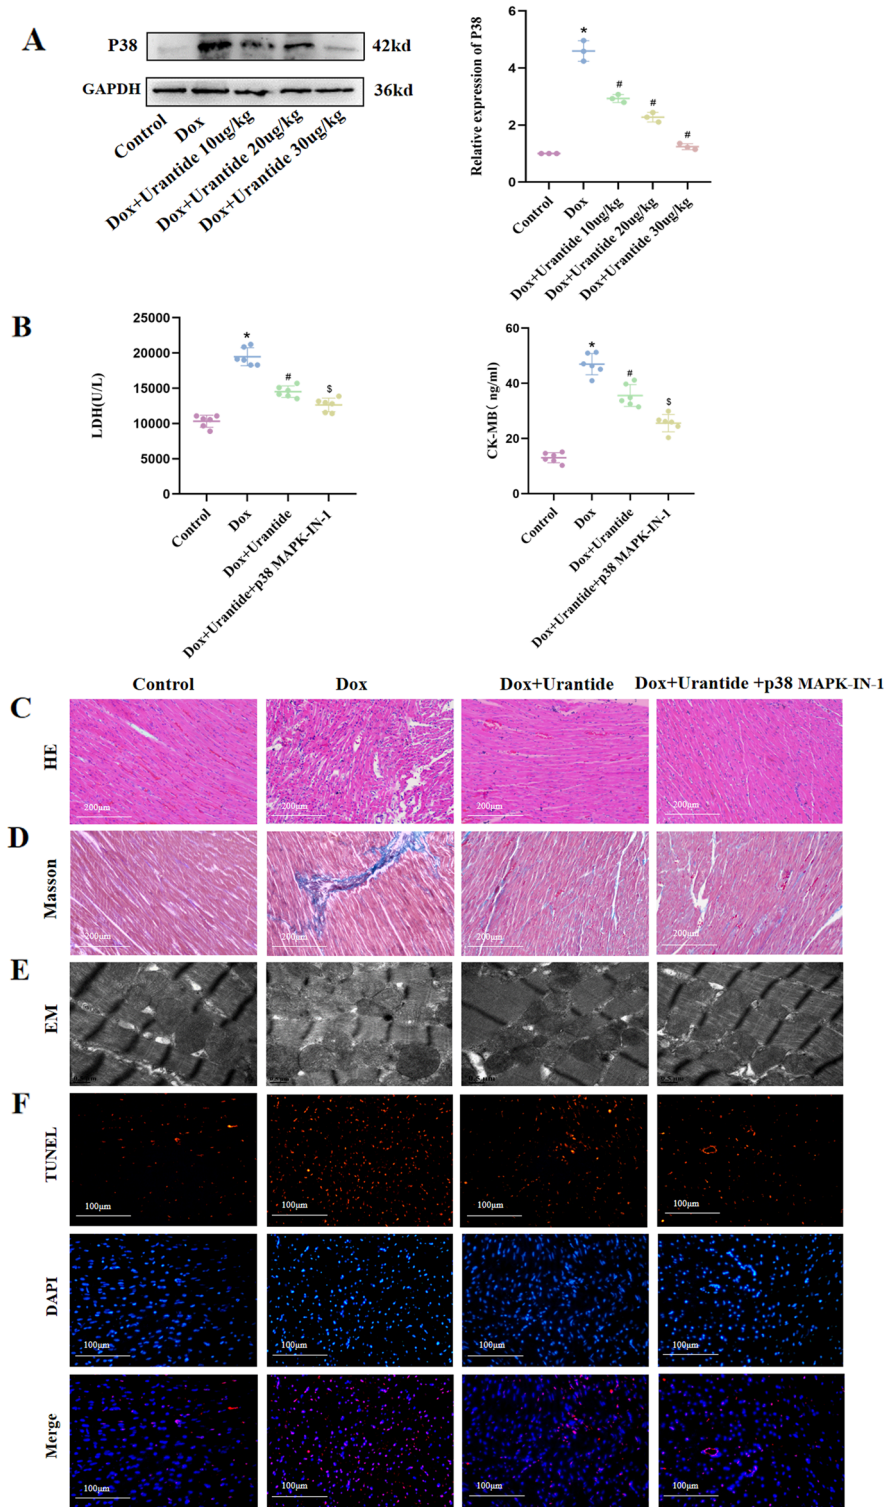 A
P38
42kd
GAPDH
36kd
Control
Dox
Dox+Urantide 10ug/kg
Dox+Urantide 20ug/kg
Dox+Urantide 30ug/kg
Relative expression of P38
6
4
2
0
*
#
#
#
Control
Dox
Dox+Urantide 10ug/kg
Dox+Urantide 20ug/kg
Dox+Urantide 30ug/kg
B
LDH(U/L)
25000
20000
15000
10000
5000
0
*
#
$
Control
Dox
Dox+Urantide
Dox+Urantide+p38 MAPK-IN-1
CK-MB( ng/ml)
60
40
20
0
*
#
$
Control
Dox
Dox+Urantide
Dox+Urantide+p38 MAPK-IN-1
Control
Dox
Dox+Urantide
Dox+Urantide +p38 MAPK-IN-1
C
HE
200μm
200μm
200μm
200μm
D
Masson
200μm
200μm
200μm
200μm
E
EM
F
TUNEL
100μm
100μm
100μm
100μm
DAPI
100μm
100μm
100μm
100μm
Merge
100μm
100μm
100μm
100μm